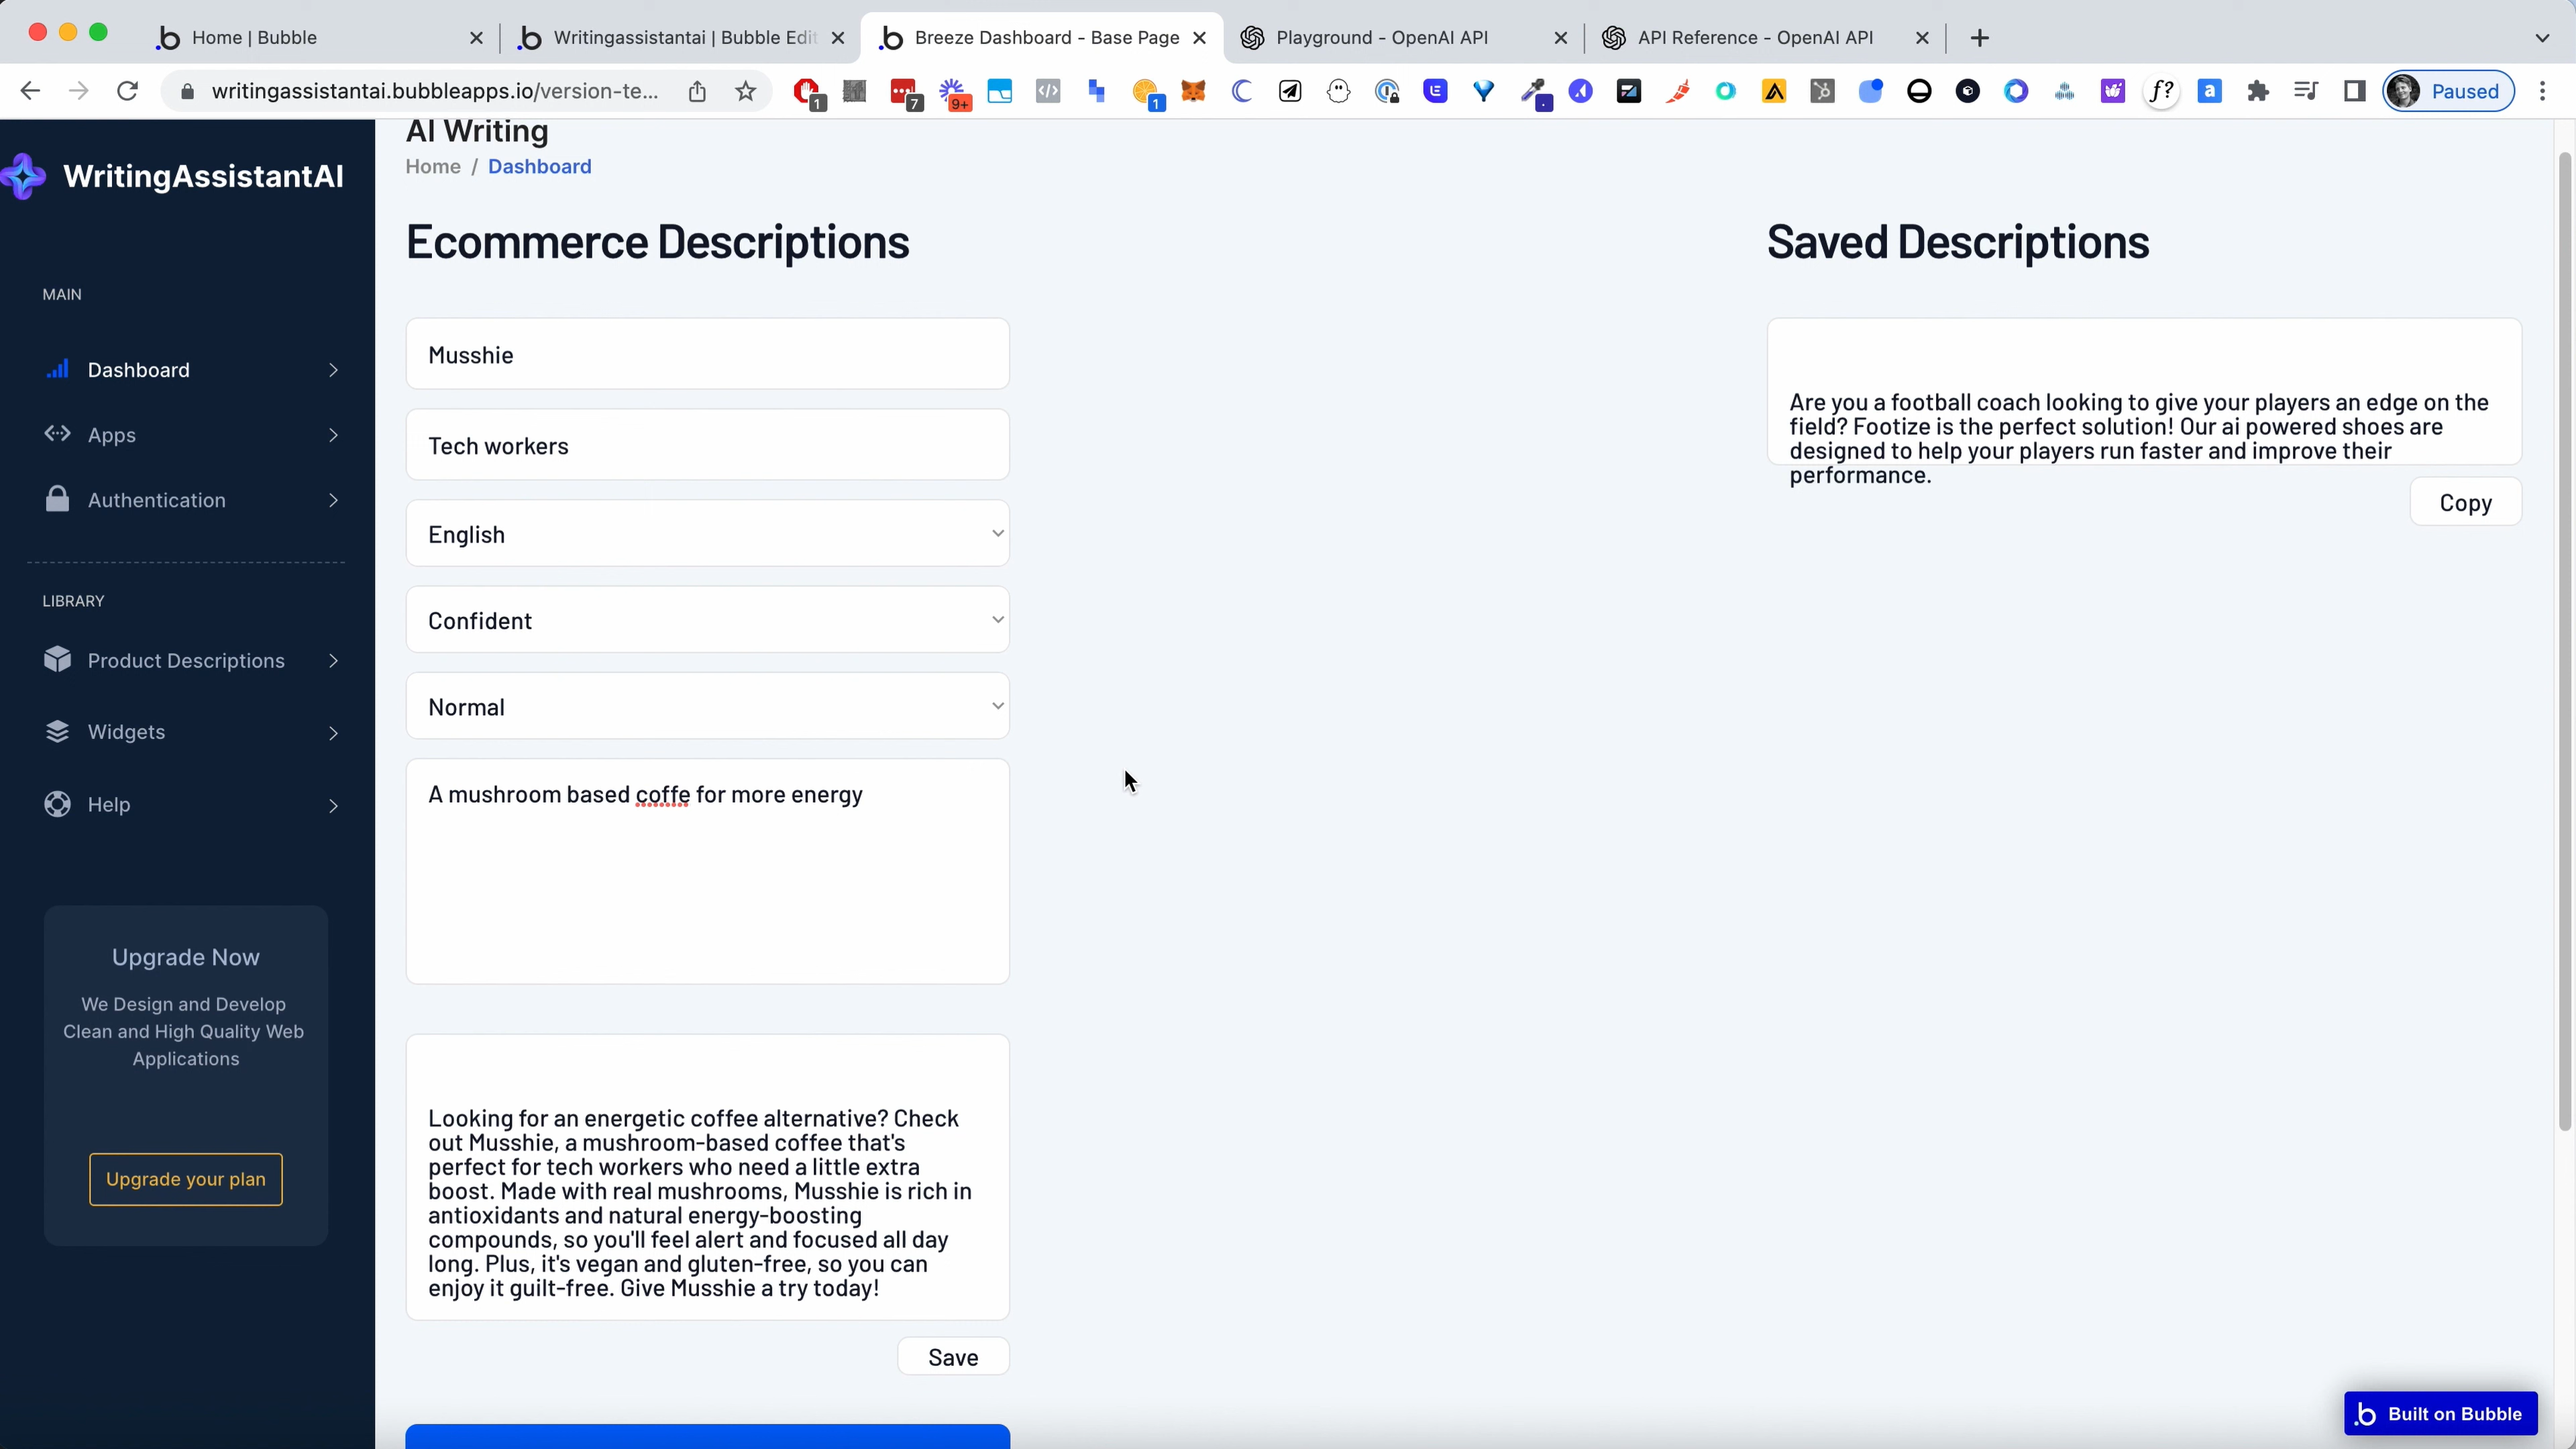 Home | Bubble
Writingassistantai | Bubble Edit
Breeze Dashboard - Base Page
Playground - OpenAI API
API Reference - OpenAI API
writingassistantai.bubbleapps.io/version-te...
1
7
9+
1
f?
a
Paused
WritingAssistantAI
MAIN
Dashboard
Apps
Authentication
LIBRARY
Product Descriptions
Widgets
Help
Upgrade Now
We Design and Develop
Clean and High Quality Web
Applications
Upgrade your plan
AI Writing
Home / Dashboard
Ecommerce Descriptions
Musshie
Tech workers
English
Confident
Normal
A mushroom based coffe for more energy
Looking for an energetic coffee alternative? Check
out Musshie, a mushroom-based coffee that's
perfect for tech workers who need a little extra
boost. Made with real mushrooms, Musshie is rich in
antioxidants and natural energy-boosting
compounds, so you'll feel alert and focused all day
long. Plus, it's vegan and gluten-free, so you can
enjoy it guilt-free. Give Musshie a try today!
Save
Saved Descriptions
Are you a football coach looking to give your players an edge on the
field? Footize is the perfect solution! Our ai powered shoes are
designed to help your players run faster and improve their
performance.
Copy
Built on Bubble